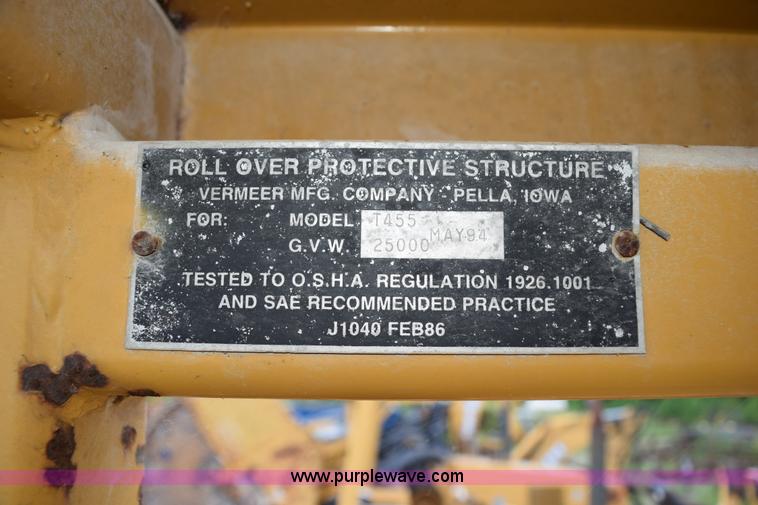 ROLL OVER PROTECTIVE STRUCTURE
VERMEER MFG. COMPANY PELLA, IOWA
FOR: MODEL T455
G.V.W. 25000 MAY94
TESTED TO O.S.H.A. REGULATION 1926.1001
AND SAE RECOMMENDED PRACTICE
J1040 FEB86
www.purplewave.com